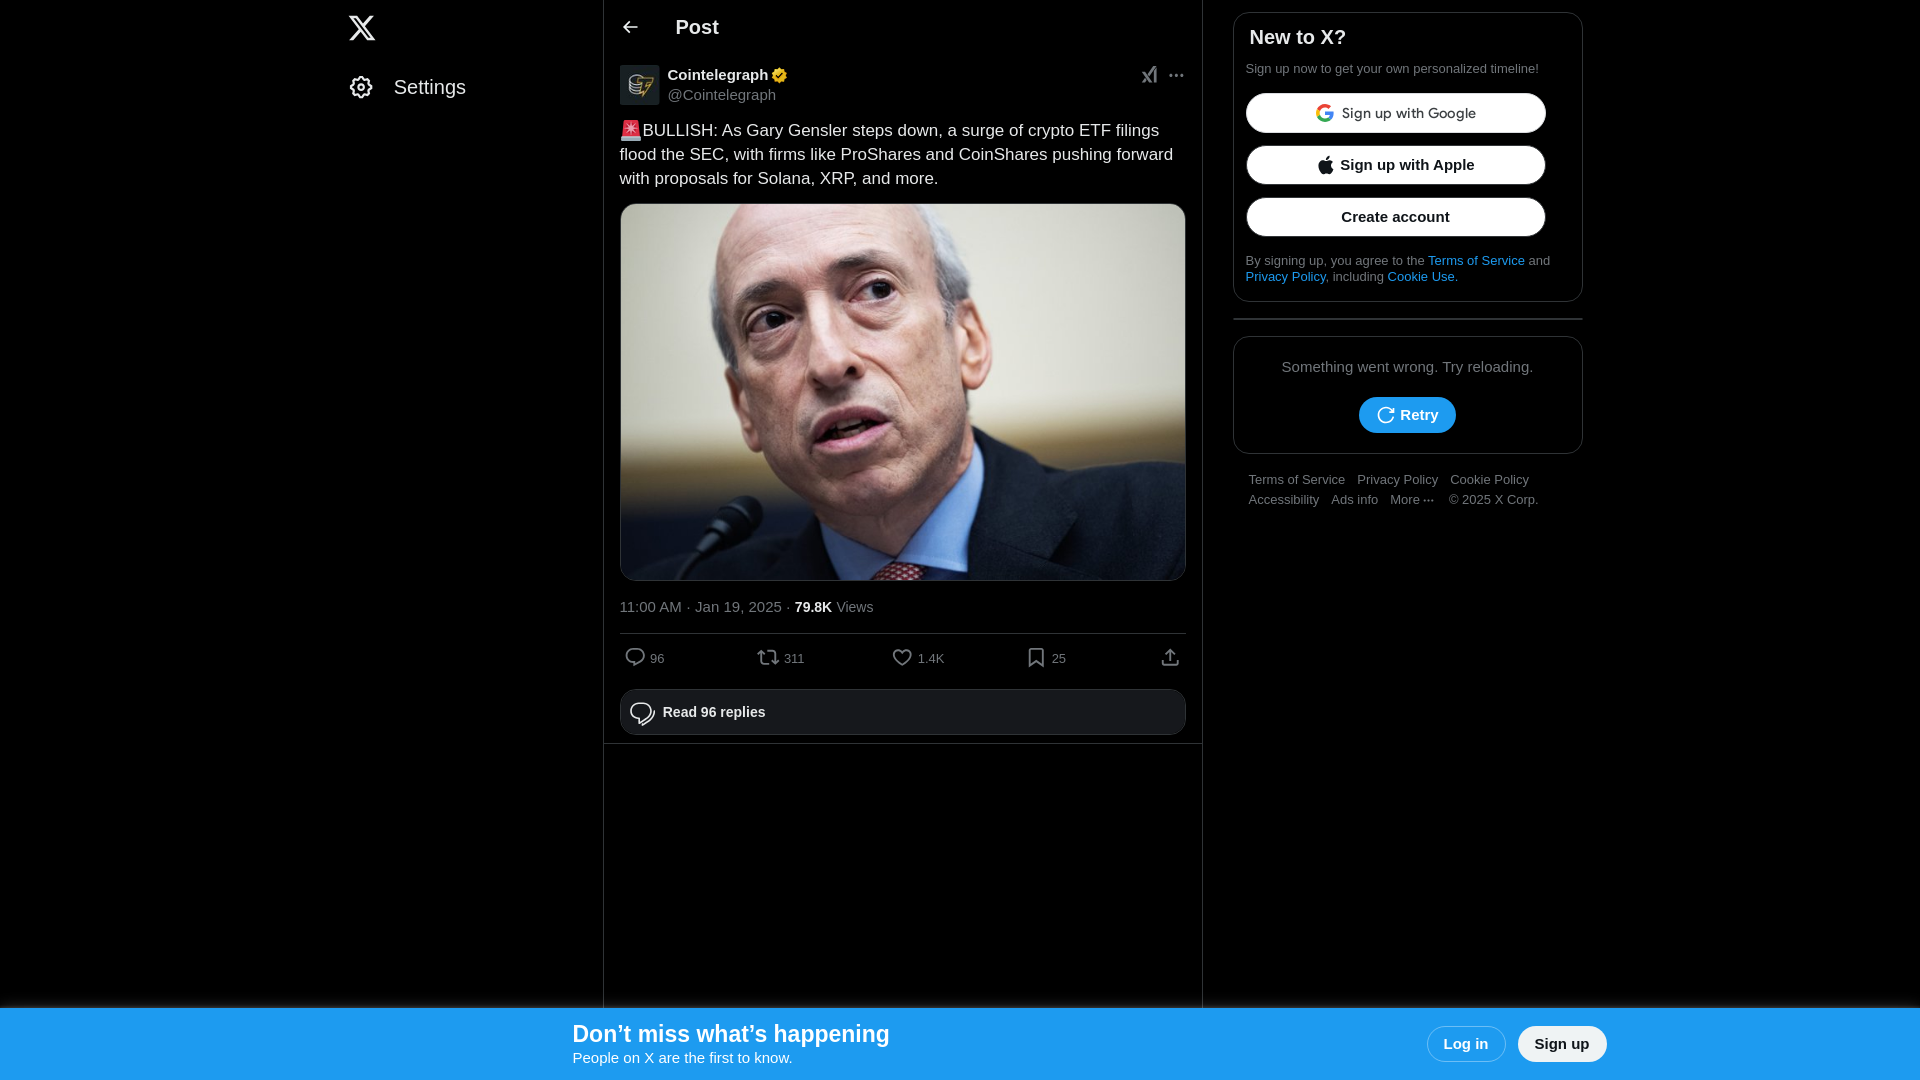 Settings
Post
Cointelegraph
@Cointelegraph
🚨BULLISH: As Gary Gensler steps down, a surge of crypto ETF filings
flood the SEC, with firms like ProShares and CoinShares pushing forward
with proposals for Solana, XRP, and more.
11:00 AM · Jan 19, 2025 · 79.8K Views
96
311
1.4K
25
Read 96 replies
New to X?
Sign up now to get your own personalized timeline!
Sign up with Google
Sign up with Apple
Create account
By signing up, you agree to the Terms of Service and
Privacy Policy, including Cookie Use.
Something went wrong. Try reloading.
Retry
Terms of Service Privacy Policy Cookie Policy
Accessibility Ads info More ··· © 2025 X Corp.
Don’t miss what’s happening
People on X are the first to know.
Log in
Sign up